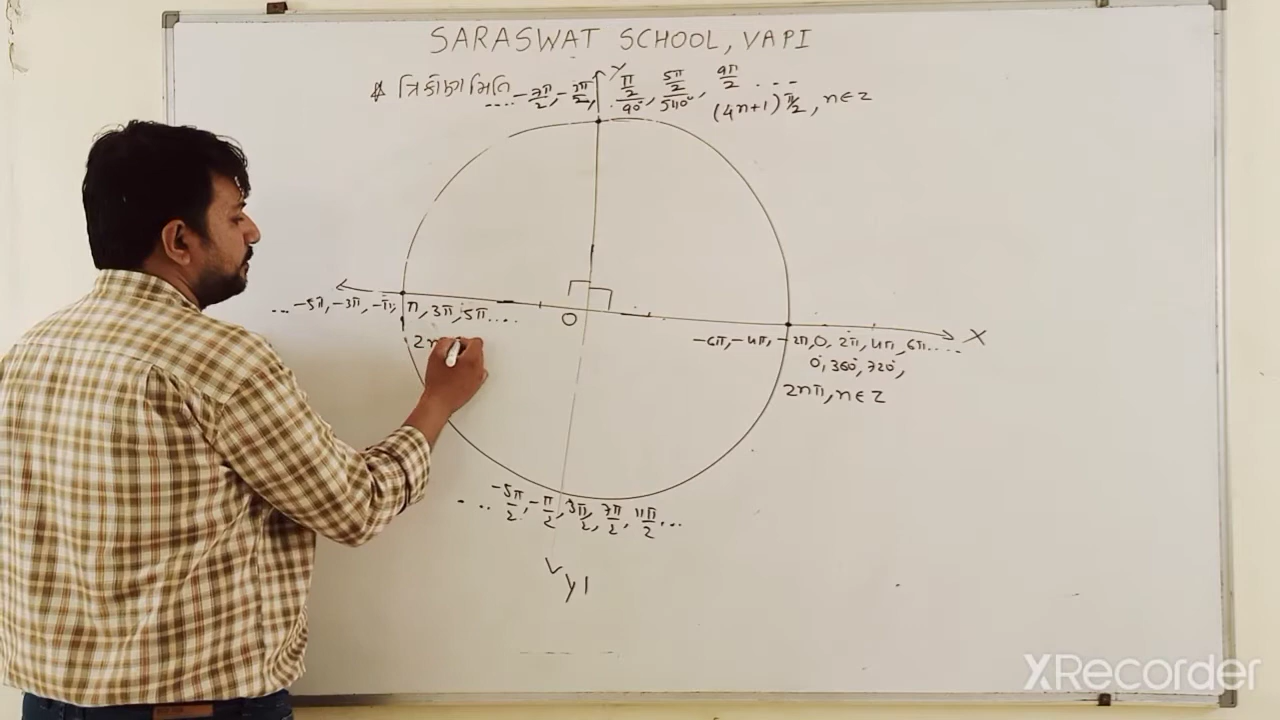 SARASWAT SCHOOL, VAPI
* ત્રિકોણમિતિ
.... -7π/2, -3π/2, π/2, 5π/2, 9π/2 ...
90°, 540°
(4n+1)π/2, n∈Z
Y
... -5π, -3π, -π, π, 3π, 5π....
O
X
-6π, -4π, -2π, 0, 2π, 4π, 6π....
0°, 360°, 720°,
2nπ, n∈Z
... -5π/2, -π/2, 3π/2, 7π/2, 11π/2, ...
y1
XRecorder